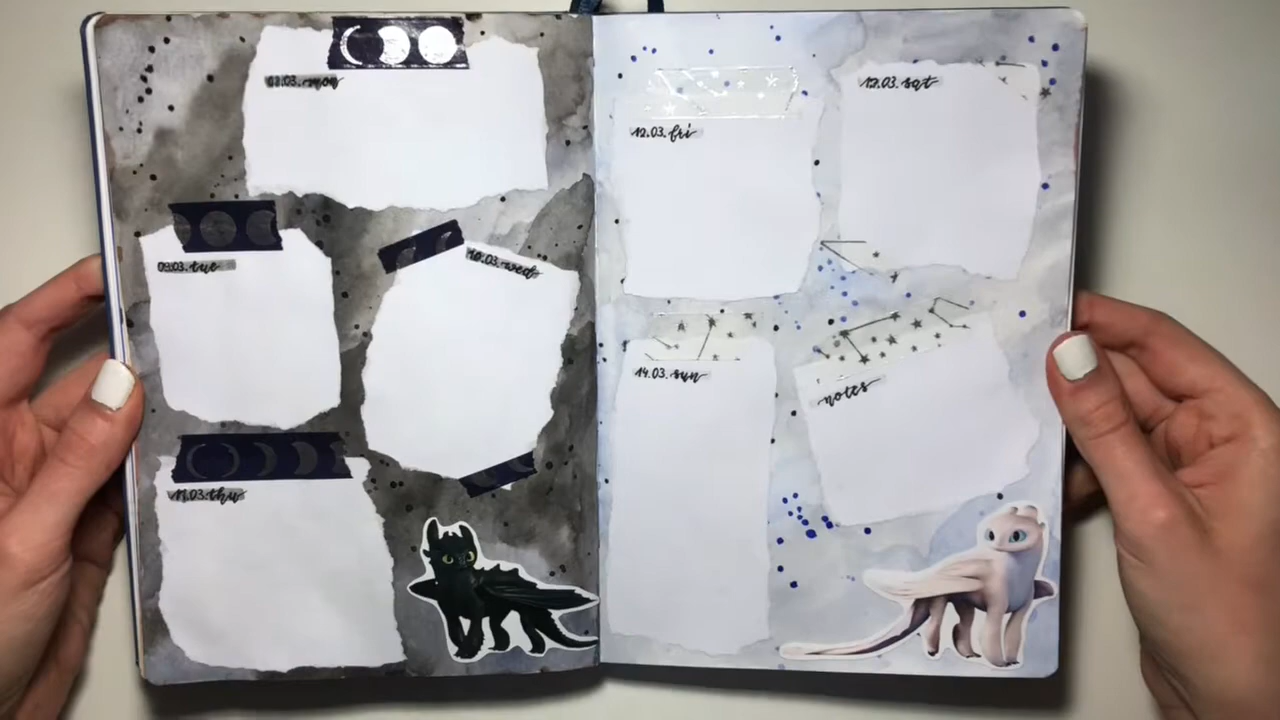 08.03. mon
09.03. tue
10.03. wed
11.03. thu
12.03. fri
13.03. sat
14.03. sun
notes